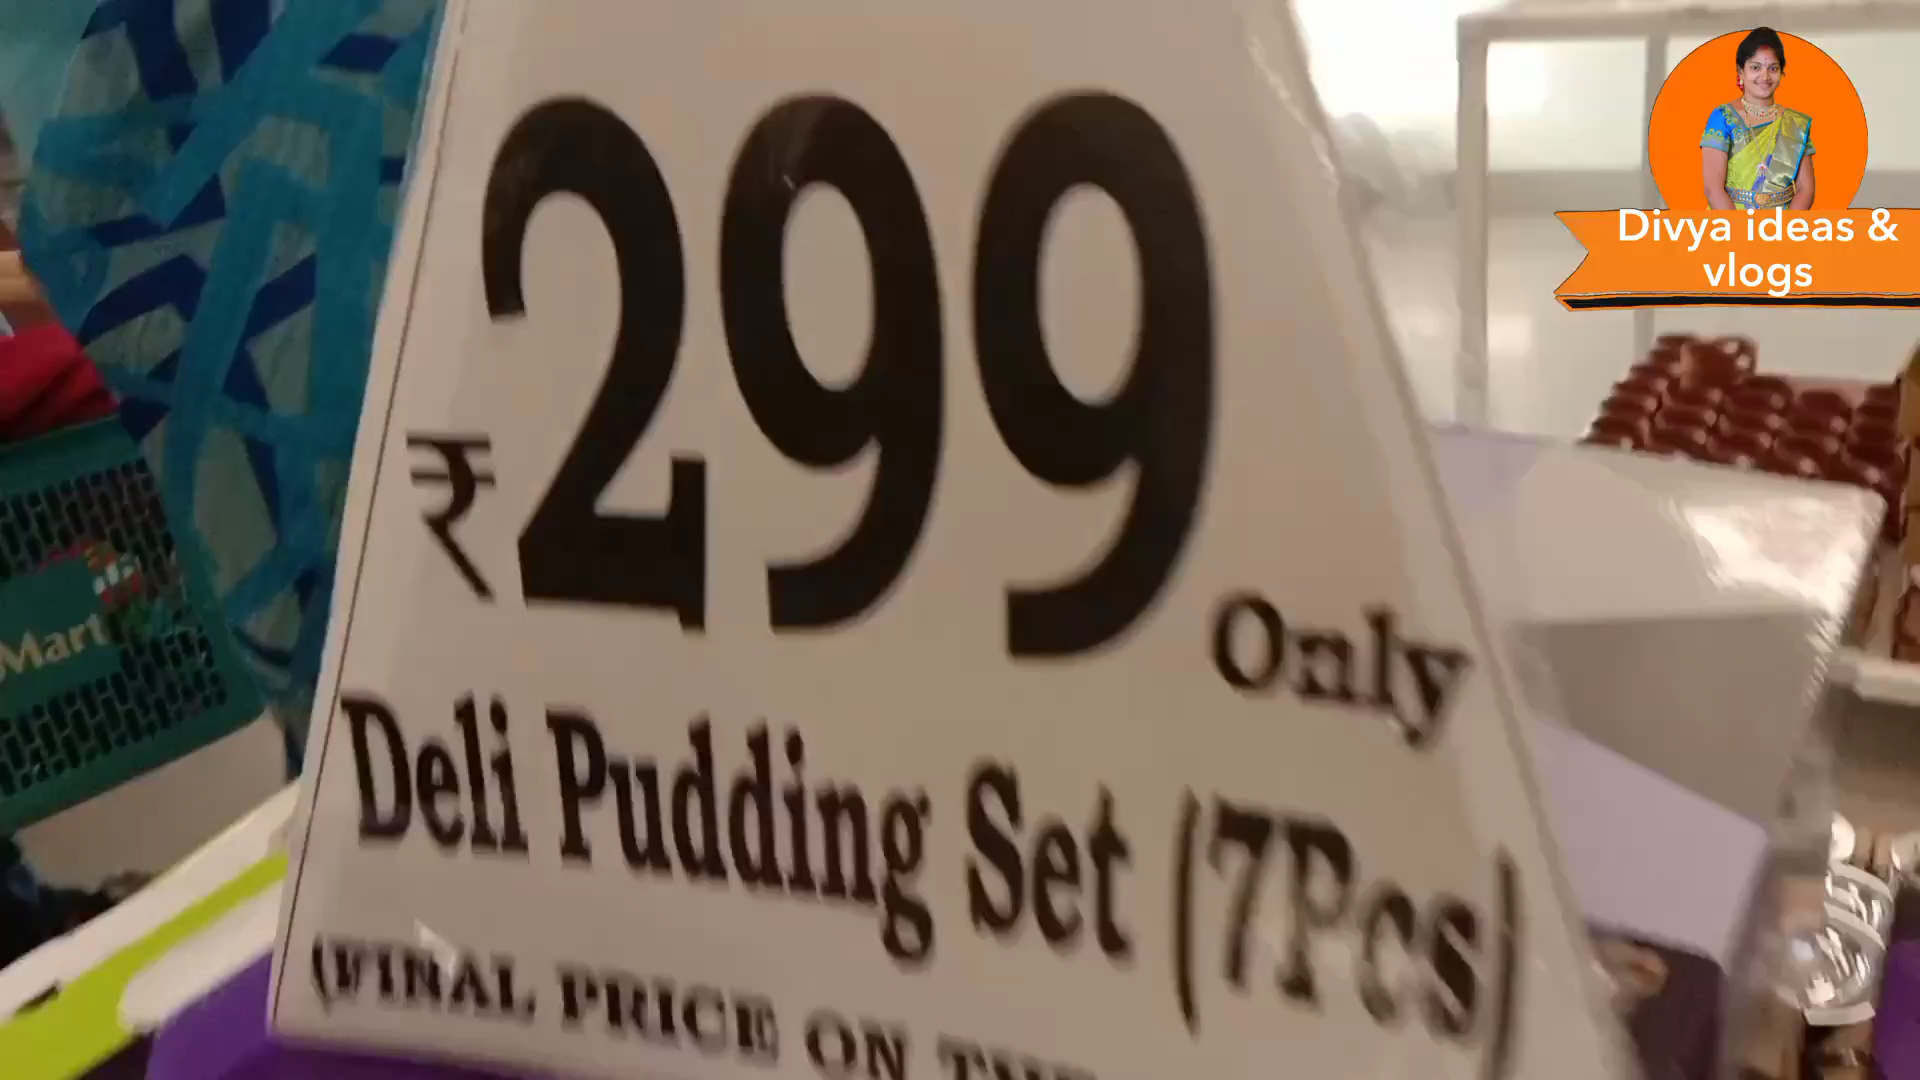 Divya ideas &
vlogs
₹299 Only
Mart
Deli Pudding Set (7Pcs)
(FINAL PRICE ON